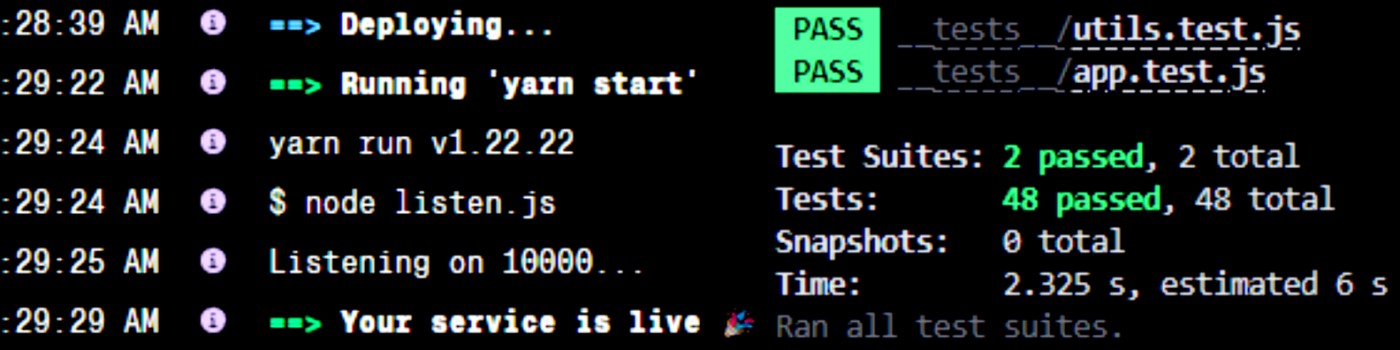 :28:39 AM ==> Deploying...
:29:22 AM ==> Running 'yarn start'
:29:24 AM yarn run v1.22.22
:29:24 AM $ node listen.js
:29:25 AM Listening on 10000...
:29:29 AM ==> Your service is live 🎉
PASS __tests__/utils.test.js
PASS __tests__/app.test.js
Test Suites: 2 passed, 2 total
Tests: 48 passed, 48 total
Snapshots: 0 total
Time: 2.325 s, estimated 6 s
Ran all test suites.